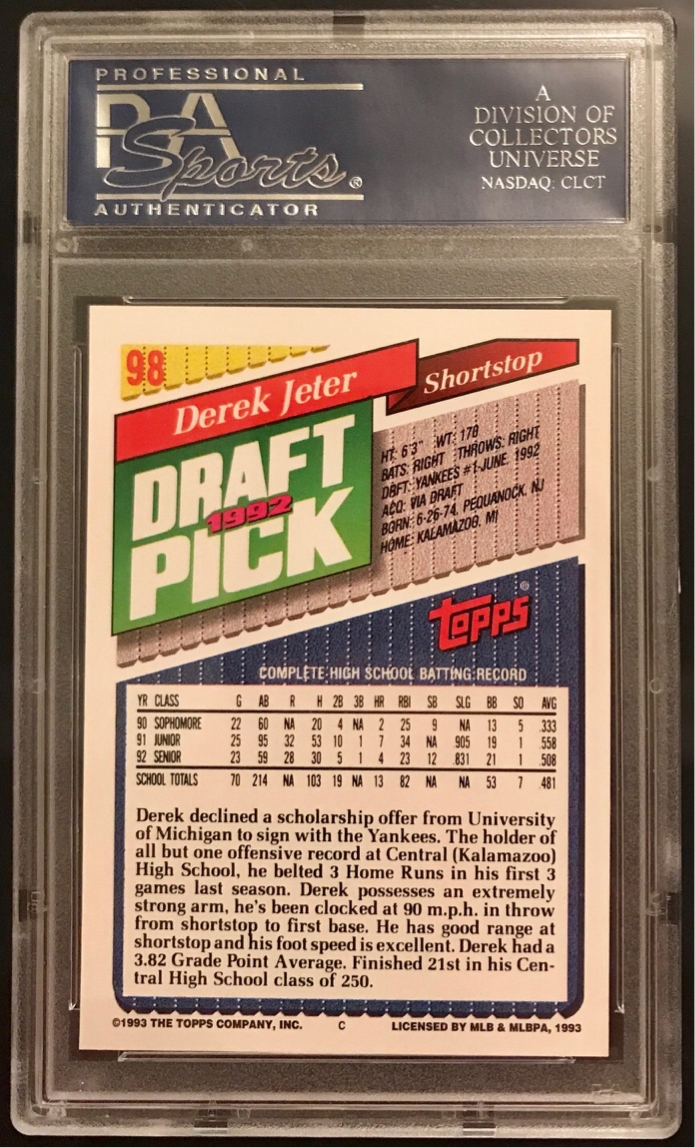 PROFESSIONAL
PSA
Sports®
AUTHENTICATOR
A
DIVISION OF
COLLECTORS
UNIVERSE
NASDAQ: CLCT
98
Derek Jeter
Shortstop
DRAFT
1992
PICK
HT: 6'3" WT: 178
BATS: RIGHT THROWS: RIGHT
DRFT: YANKEES #1-JUNE, 1992
ACQ: VIA DRAFT
BORN: 6-26-74, PEQUANOCK, NJ
HOME: KALAMAZOO, MI
Topps®
COMPLETE HIGH SCHOOL BATTING RECORD
YR CLASS G AB R H 2B 3B HR RBI SB SLG BB SO AVG
90 SOPHOMORE 22 60 NA 20 4 NA 2 25 9 NA 13 5 .333
91 JUNIOR 25 95 32 53 10 1 7 34 NA .905 19 1 .558
92 SENIOR 23 59 28 30 5 1 4 23 12 .831 21 1 .508
SCHOOL TOTALS 70 214 NA 103 19 NA 13 82 NA NA 53 7 .481
Derek declined a scholarship offer from University
of Michigan to sign with the Yankees. The holder of
all but one offensive record at Central (Kalamazoo)
High School, he belted 3 Home Runs in his first 3
games last season. Derek possesses an extremely
strong arm, he's been clocked at 90 m.p.h. in throw
from shortstop to first base. He has good range at
shortstop and his foot speed is excellent. Derek had a
3.82 Grade Point Average. Finished 21st in his Cen-
tral High School class of 250.
©1993 THE TOPPS COMPANY, INC. C LICENSED BY MLB & MLBPA, 1993